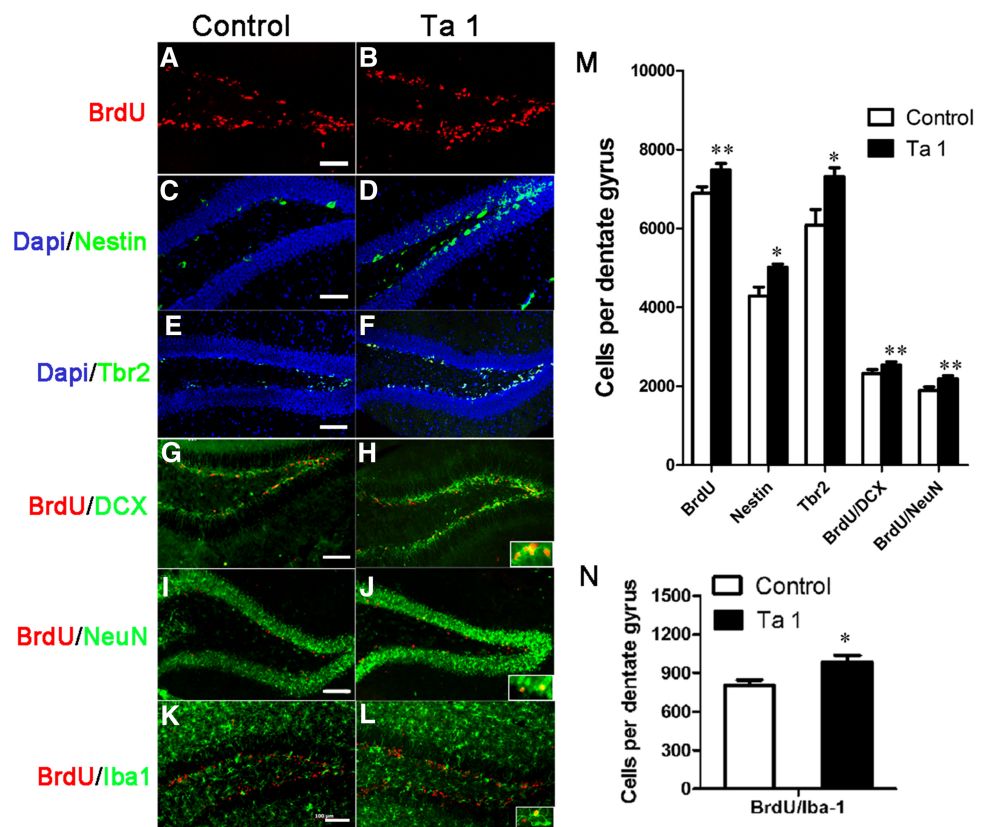 Control
Ta 1
BrdU
A
B
Dapi/Nestin
C
D
Dapi/Tbr2
E
F
BrdU/DCX
G
H
BrdU/NeuN
I
J
BrdU/Iba1
K
L
100 μm
M
Cells per dentate gyrus
10000
8000
6000
4000
2000
0
Control
Ta 1
**
*
*
**
**
BrdU
Nestin
Tbr2
BrdU/DCX
BrdU/NeuN
N
Cells per dentate gyrus
1500
1200
900
600
300
0
Control
Ta 1
*
BrdU/Iba-1